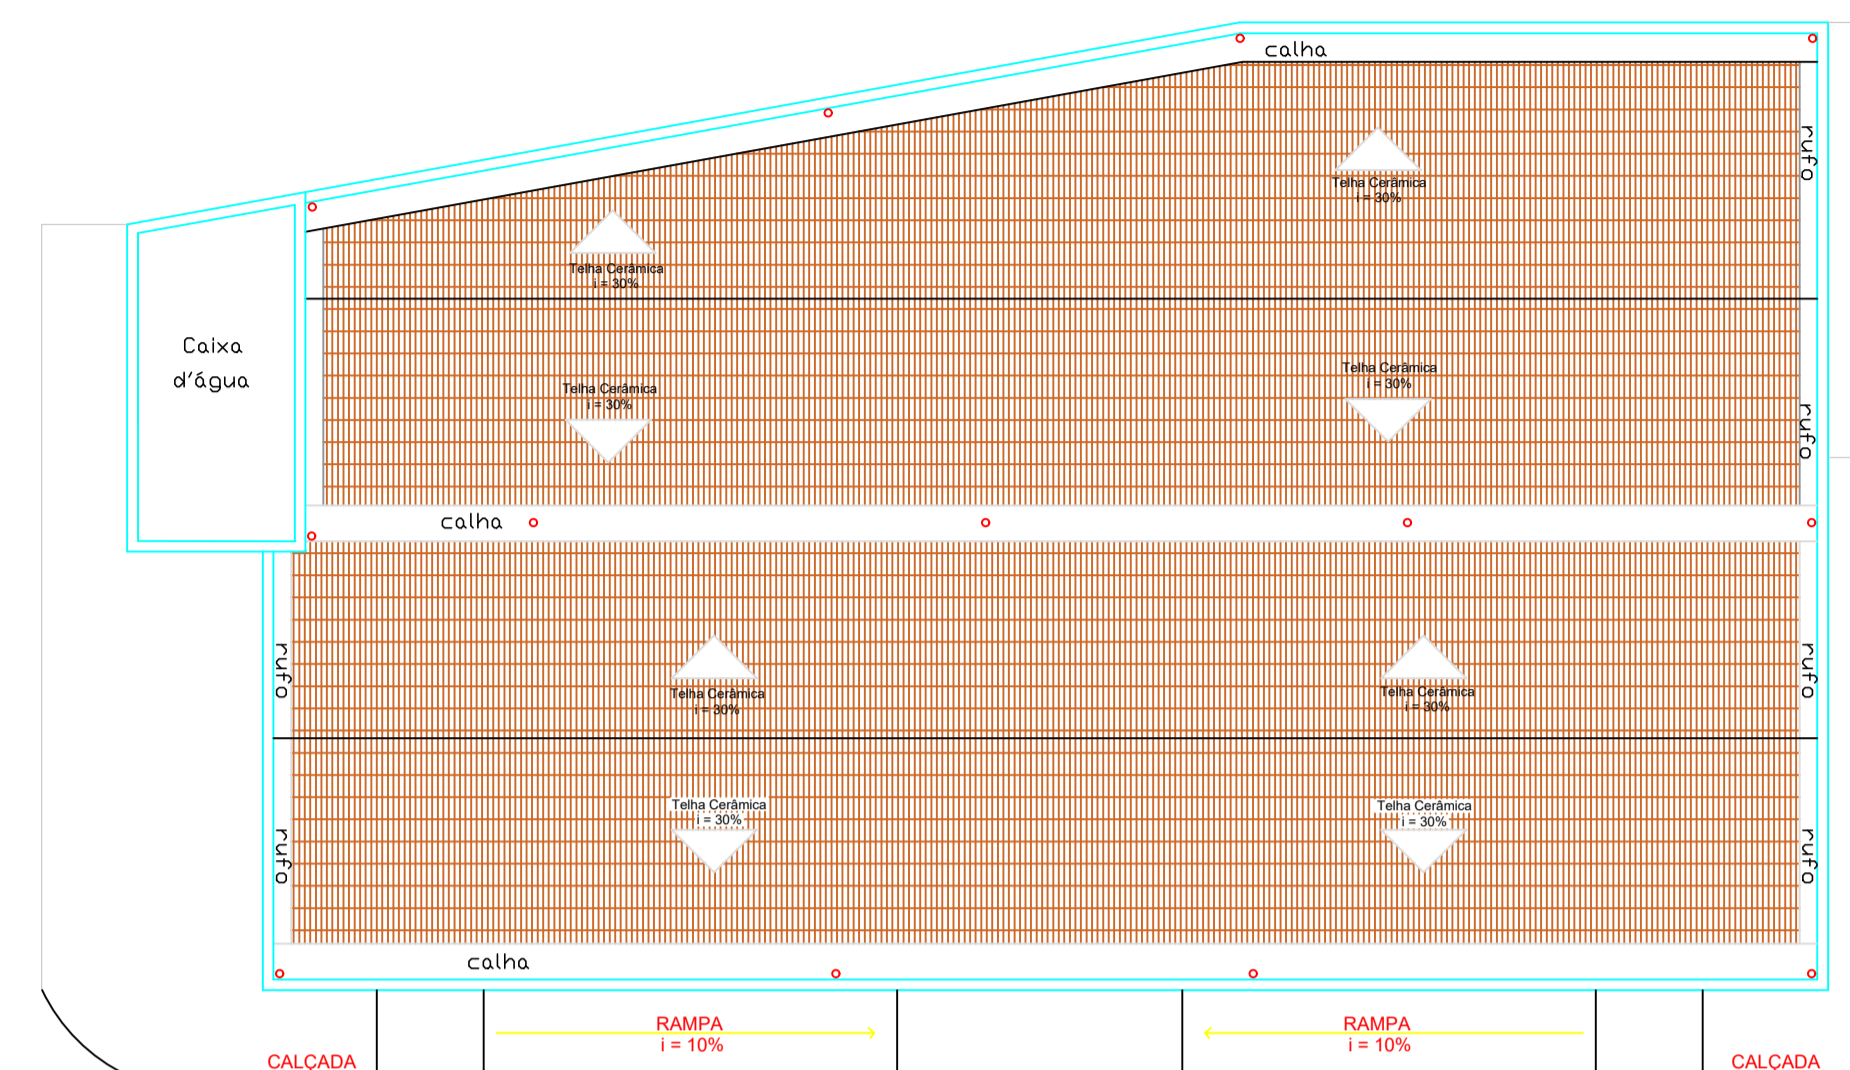 calha
rufo
Telha Cerâmica
i = 30%
Telha Cerâmica
i = 30%
Caixa
d'água
Telha Cerâmica
i = 30%
Telha Cerâmica
i = 30%
rufo
calha
rufo
Telha Cerâmica
i = 30%
Telha Cerâmica
i = 30%
rufo
rufo
Telha Cerâmica
i = 30%
Telha Cerâmica
i = 30%
rufo
calha
RAMPA
i = 10%
RAMPA
i = 10%
CALÇADA
CALÇADA